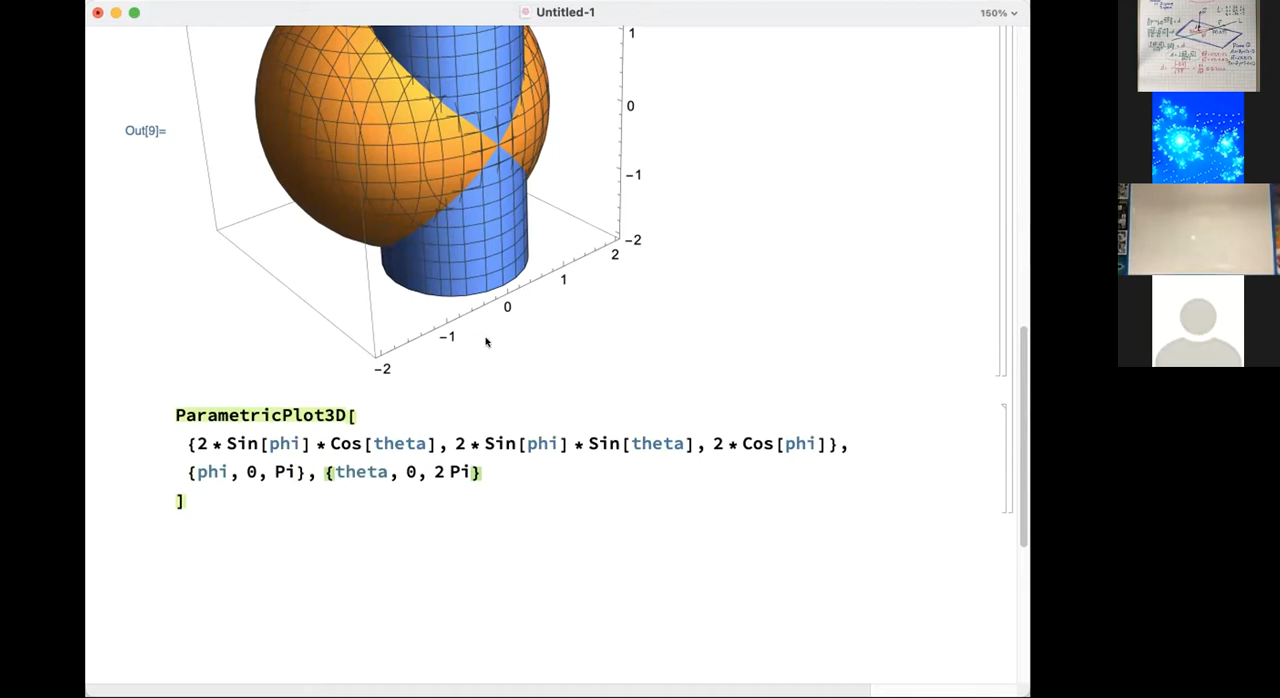 Untitled-1
150%
1
0
Out[9]=
-1
-2
2
1
0
-1
-2
ParametricPlot3D[
{2 * Sin[phi] * Cos[theta], 2 * Sin[phi] * Sin[theta], 2 * Cos[phi]},
{phi, 0, Pi}, {theta, 0, 2 Pi}
]